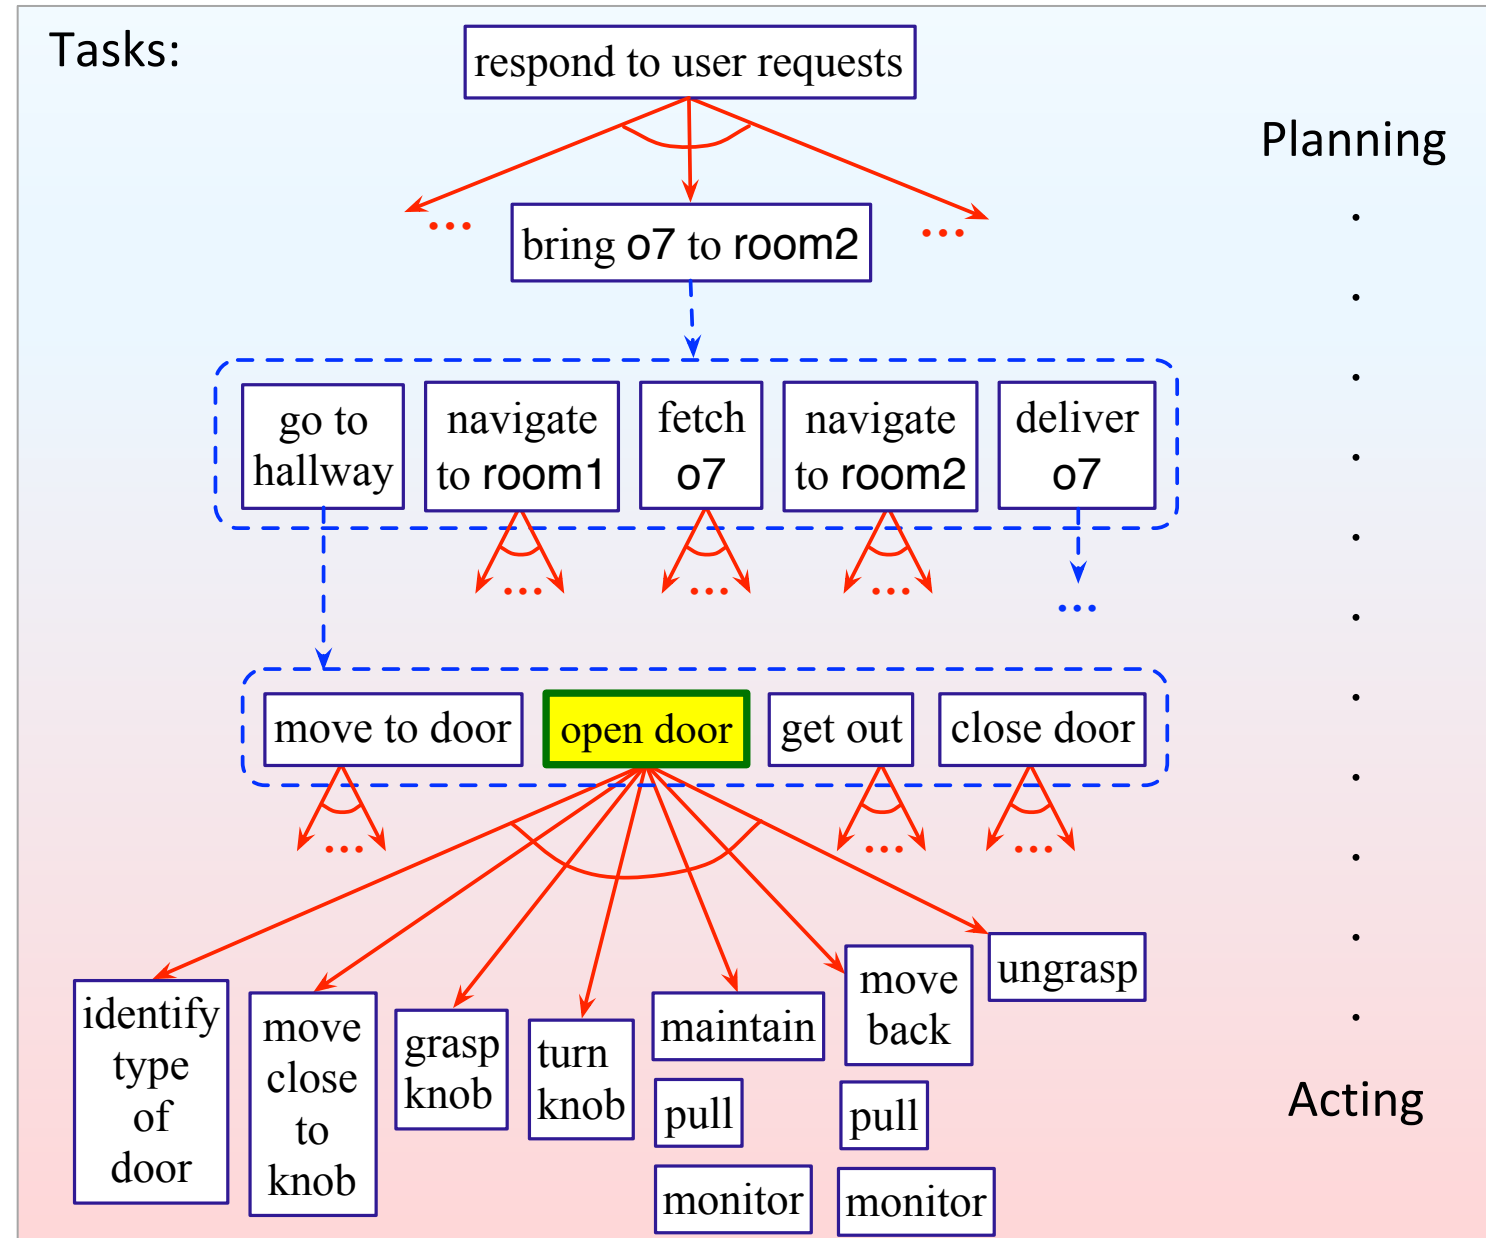 Tasks:
respond to user requests
Planning
...
bring o7 to room2
...
go to
hallway
navigate
to room1
fetch
o7
navigate
to room2
deliver
o7
...
...
...
...
move to door
open door
get out
close door
...
...
...
identify
type
of
door
move
close
to
knob
grasp
knob
turn
knob
maintain
pull
monitor
move
back
pull
monitor
ungrasp
Acting